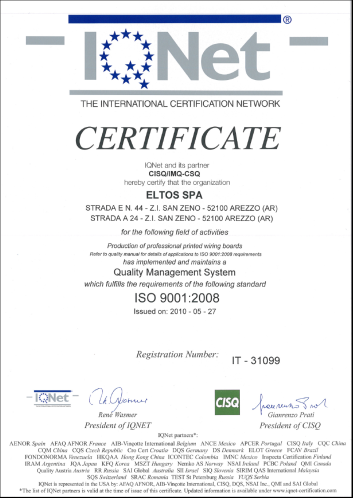 IQNet ®
THE INTERNATIONAL CERTIFICATION NETWORK
CERTIFICATE
IQNet and its partner
CISQ/IMQ-CSQ
hereby certify that the organization
ELTOS SPA
STRADA E N. 44 - Z.I. SAN ZENO - 52100 AREZZO (AR)
STRADA A 24 - Z.I. SAN ZENO - 52100 AREZZO (AR)
for the following field of activities
Production of professional printed wiring boards
Refer to quality manual for details of applications to ISO 9001:2008 requirements
has implemented and maintains a
Quality Management System
which fulfills the requirements of the following standard
ISO 9001:2008
Issued on: 2010 - 05 - 27
Registration Number: IT - 31099
IQNet
CISQ
René Wasmer
Gianrenzo Prati
President of IQNET
President of CISQ
IQNet partners*:
AENOR Spain AFAQ AFNOR France AIB-Vinçotte International Belgium ANCE Mexico APCER Portugal CISQ Italy CQC China
CQM China CQS Czech Republic Cro Cert Croatia DQS Germany DS Denmark ELOT Greece FCAV Brazil
FONDONORMA Venezuela HKQAA Hong Kong China ICONTEC Colombia IMNC Mexico Inspecta Certification Finland
IRAM Argentina JQA Japan KFQ Korea MSZT Hungary Nemko AS Norway NSAI Ireland PCBC Poland QMI Canada
Quality Austria Austria RR Russia SAI Global Australia SII Israel SIQ Slovenia SIRIM QAS International Malaysia
SQS Switzerland SRAC Romania TEST St Petersburg Russia YUQS Serbia
IQNet is represented in the USA by: AFAQ AFNOR, AIB-Vinçotte International, CISQ, DQS, NSAI Inc., QMI and SAI Global
*The list of IQNet partners is valid at the time of issue of this certificate. Updated information is available under www.iqnet-certification.com